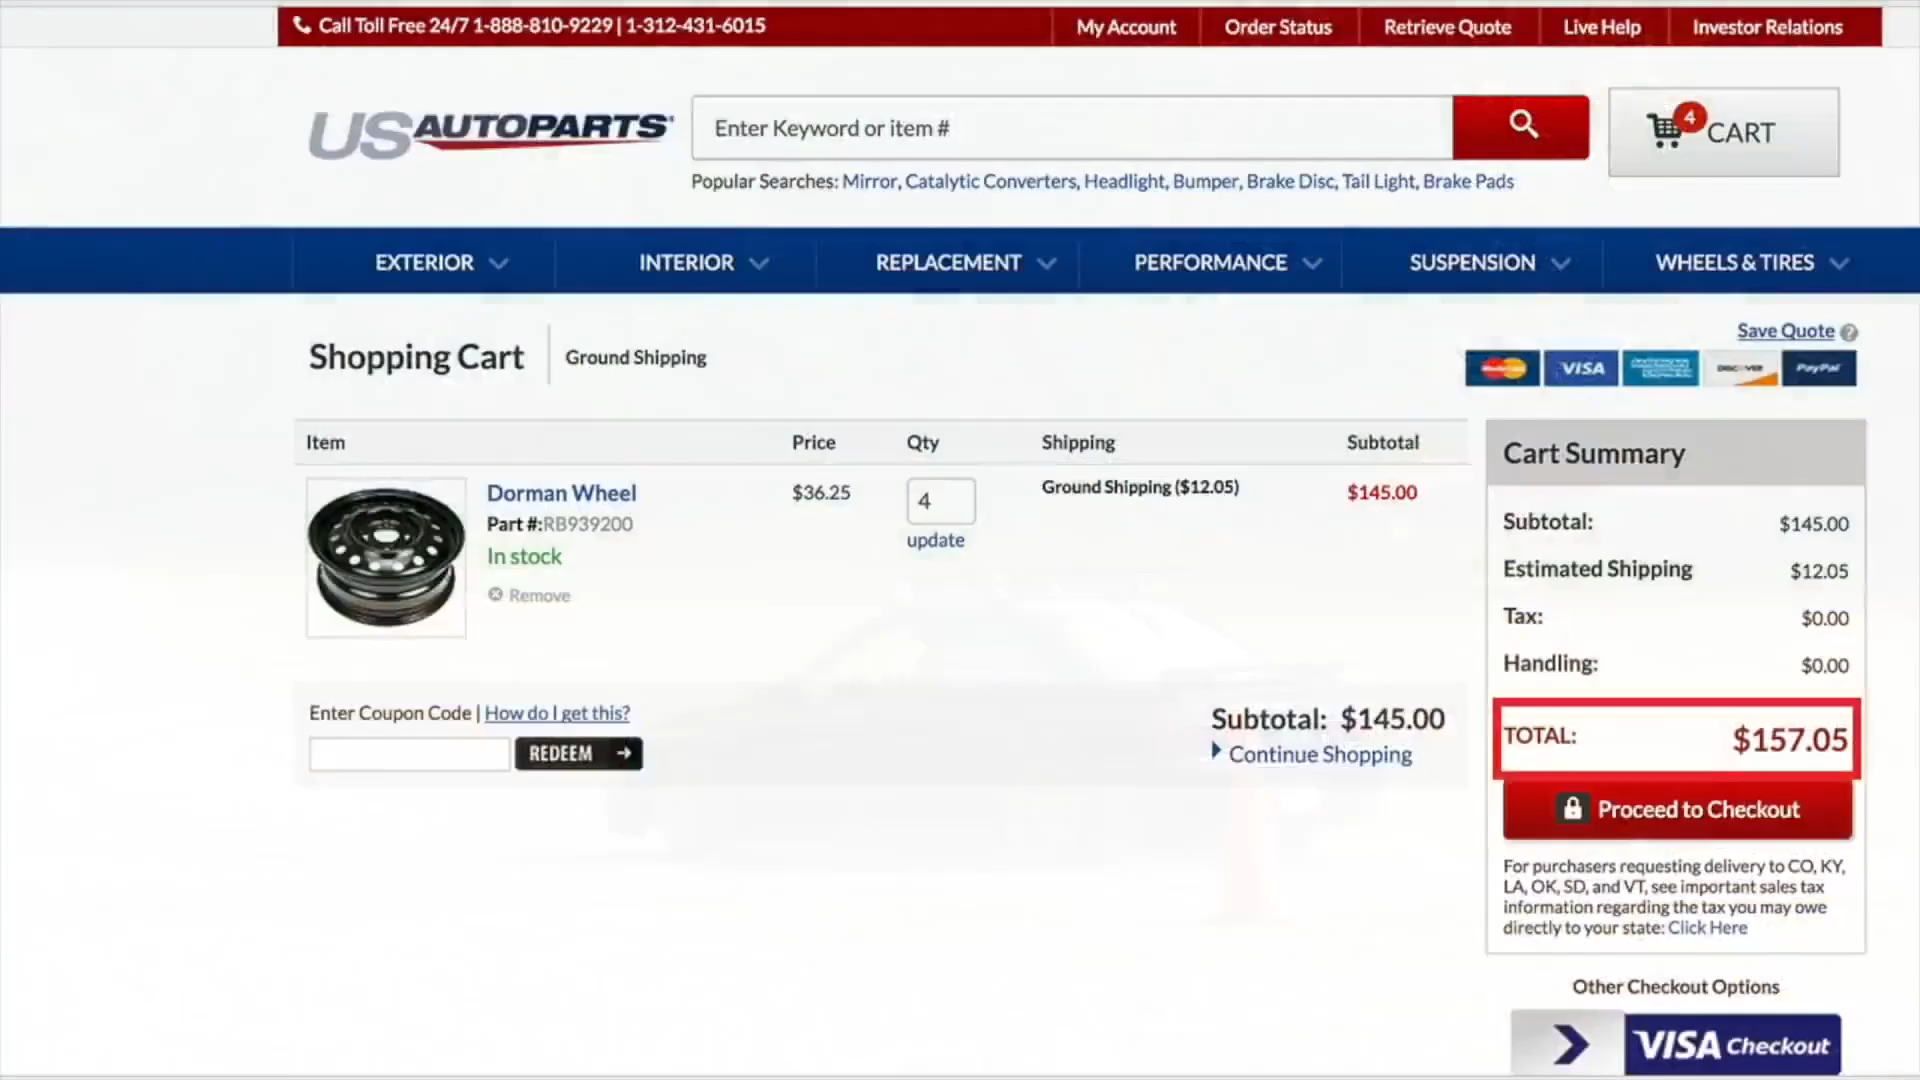 Call Toll Free 24/7 1-888-810-9229 | 1-312-431-6015
My Account
Order Status
Retrieve Quote
Live Help
Investor Relations
USAUTOPARTS
Enter Keyword or item #
4
CART
Popular Searches: Mirror, Catalytic Converters, Headlight, Bumper, Brake Disc, Tail Light, Brake Pads
EXTERIOR
INTERIOR
REPLACEMENT
PERFORMANCE
SUSPENSION
WHEELS & TIRES
Save Quote ?
Shopping Cart
Ground Shipping
MasterCard
VISA
AMERICAN EXPRESS
DISCOVER
PayPal
Item
Price
Qty
Shipping
Subtotal
Dorman Wheel
Part #:RB939200
In stock
Remove
$36.25
4
update
Ground Shipping ($12.05)
$145.00
Enter Coupon Code | How do I get this?
REDEEM
Subtotal: $145.00
Continue Shopping
Cart Summary
Subtotal: $145.00
Estimated Shipping $12.05
Tax: $0.00
Handling: $0.00
TOTAL: $157.05
Proceed to Checkout
For purchasers requesting delivery to CO, KY,
LA, OK, SD, and VT, see important sales tax
information regarding the tax you may owe
directly to your state: Click Here
Other Checkout Options
VISA Checkout